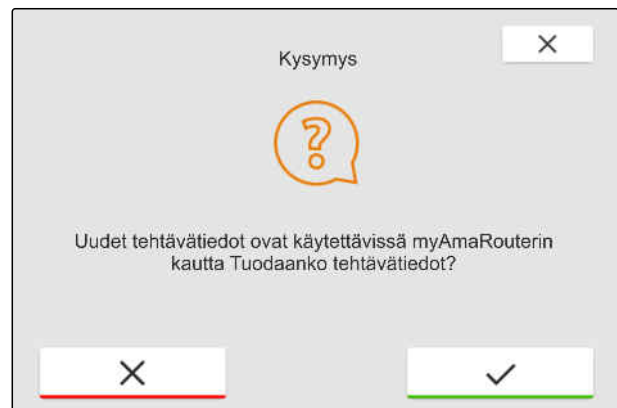 Kysymys
Uudet tehtävätiedot ovat käytettävissä myAmaRouterin
kautta Tuodaanko tehtävätiedot?